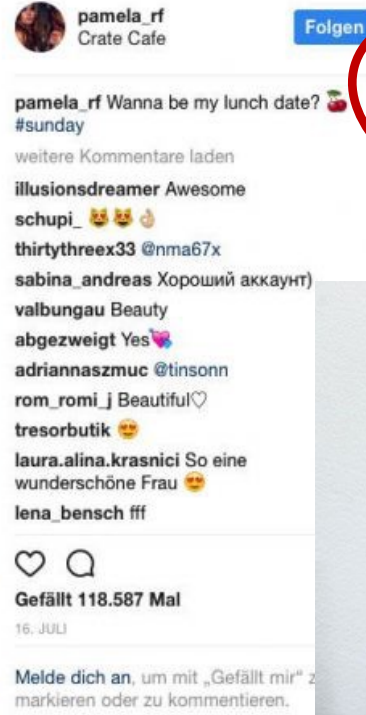 pamela_rf
Crate Cafe
Folgen
pamela_rf Wanna be my lunch date? 🍒
#sunday
weitere Kommentare laden
illusionsdreamer Awesome
schupi_ 😻😻👌
thirtythreex33 @nma67x
sabina_andreas Хороший аккаунт)
valbungau Beauty
abgezweigt Yes💘
adriannaszmuc @tinsonn
rom_romi_j Beautiful♡
tresorbutik 😍
laura.alina.krasnici So eine
wunderschöne Frau 😍
lena_bensch fff
Gefällt 118.587 Mal
16. JULI
Melde dich an, um mit „Gefällt mir“ z
markieren oder zu kommentieren.